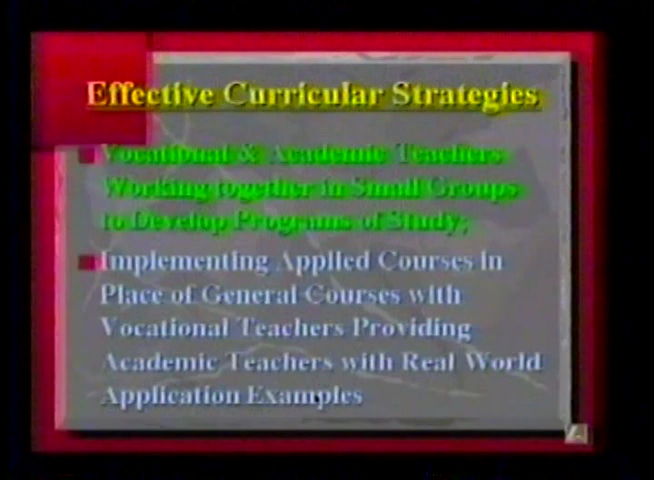 Effective Curricular Strategies
Vocational & Academic Teachers
Working together in Small Groups
to Develop Programs of Study;
Implementing Applied Courses in
Place of General Courses with
Vocational Teachers Providing
Academic Teachers with Real World
Application Examples